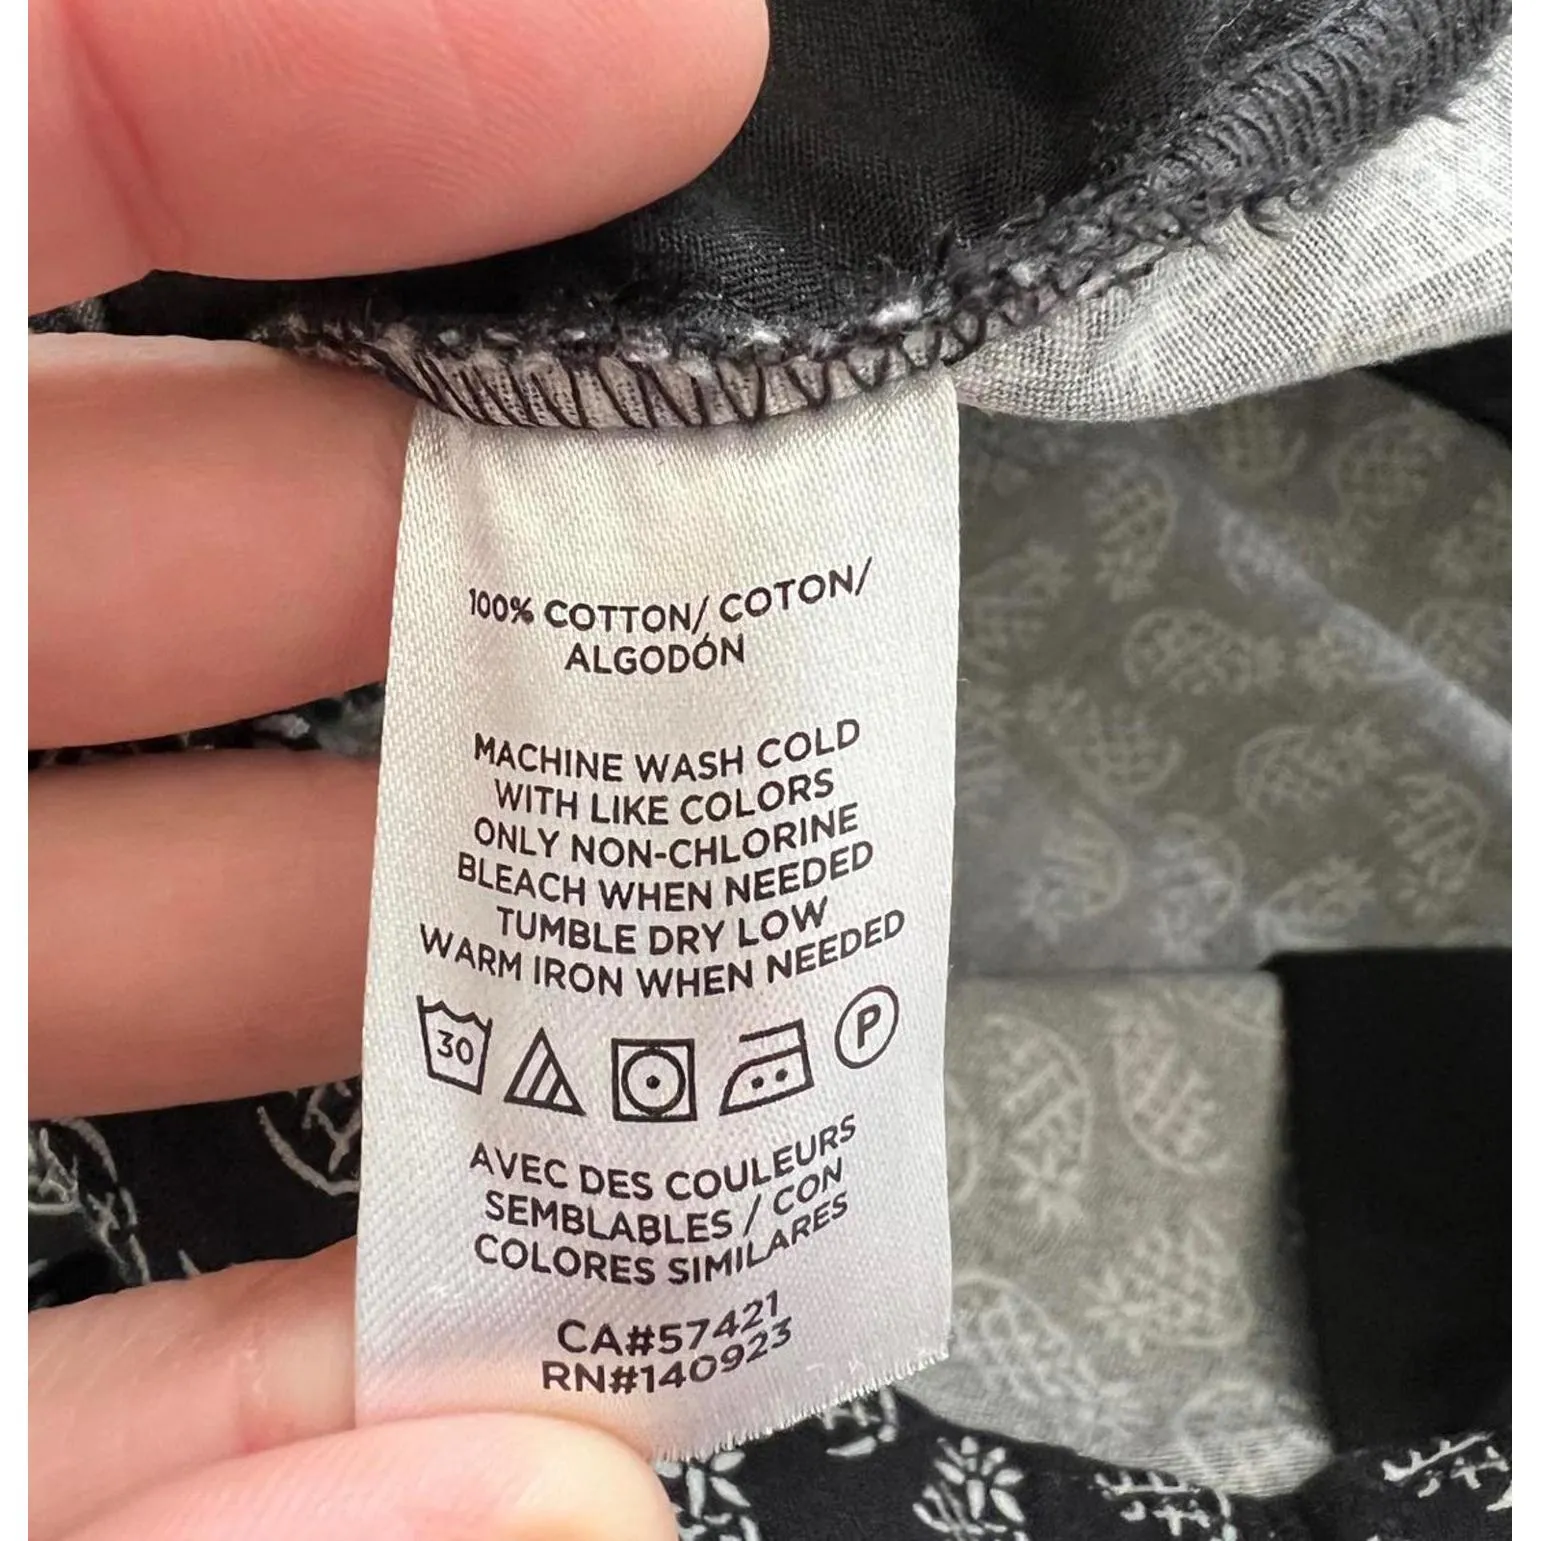 100% COTTON/ COTON/
ALGODÓN
MACHINE WASH COLD
WITH LIKE COLORS
ONLY NON-CHLORINE
BLEACH WHEN NEEDED
TUMBLE DRY LOW
WARM IRON WHEN NEEDED
30 P
AVEC DES COULEURS
SEMBLABLES / CON
COLORES SIMILARES
CA#57421
RN#140923